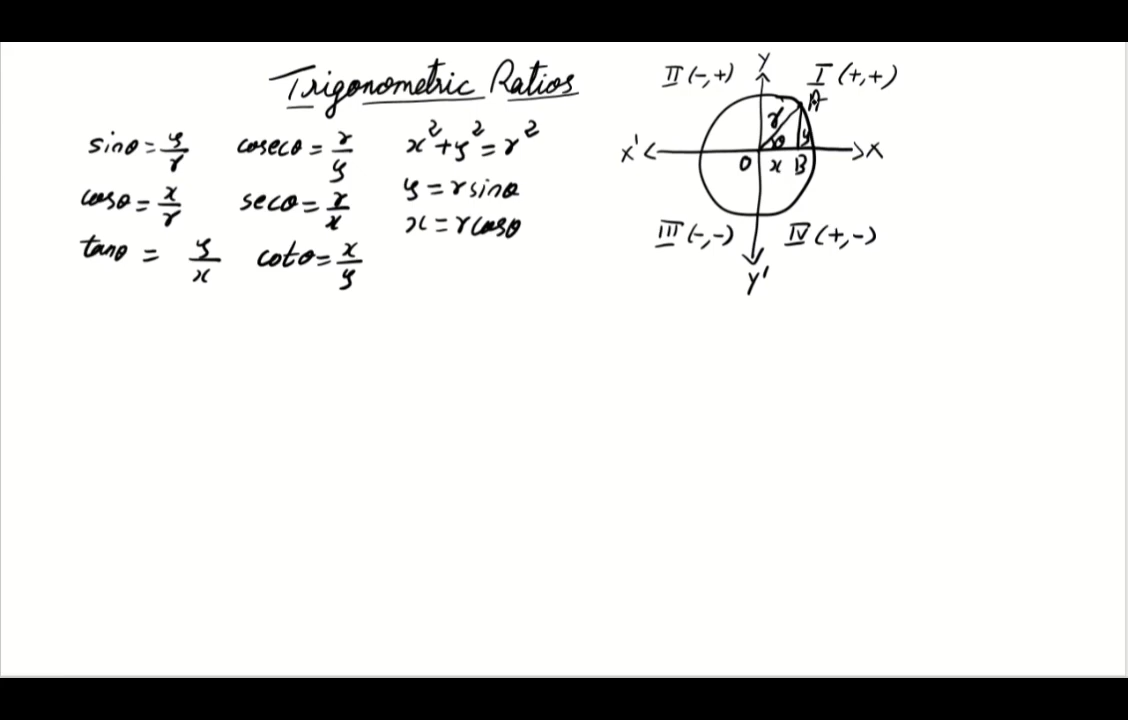 Trigonometric Ratios
sinθ = y/r cosecθ = r/y x²+y²=r²
cosθ = x/r secθ = r/x y = r sinθ
x = r cosθ
tanθ = y/x cotθ = x/y
II (-,+) Y I (+,+)
A
r
θ y
X' O x B X
III (-,-) IV (+,-)
Y'